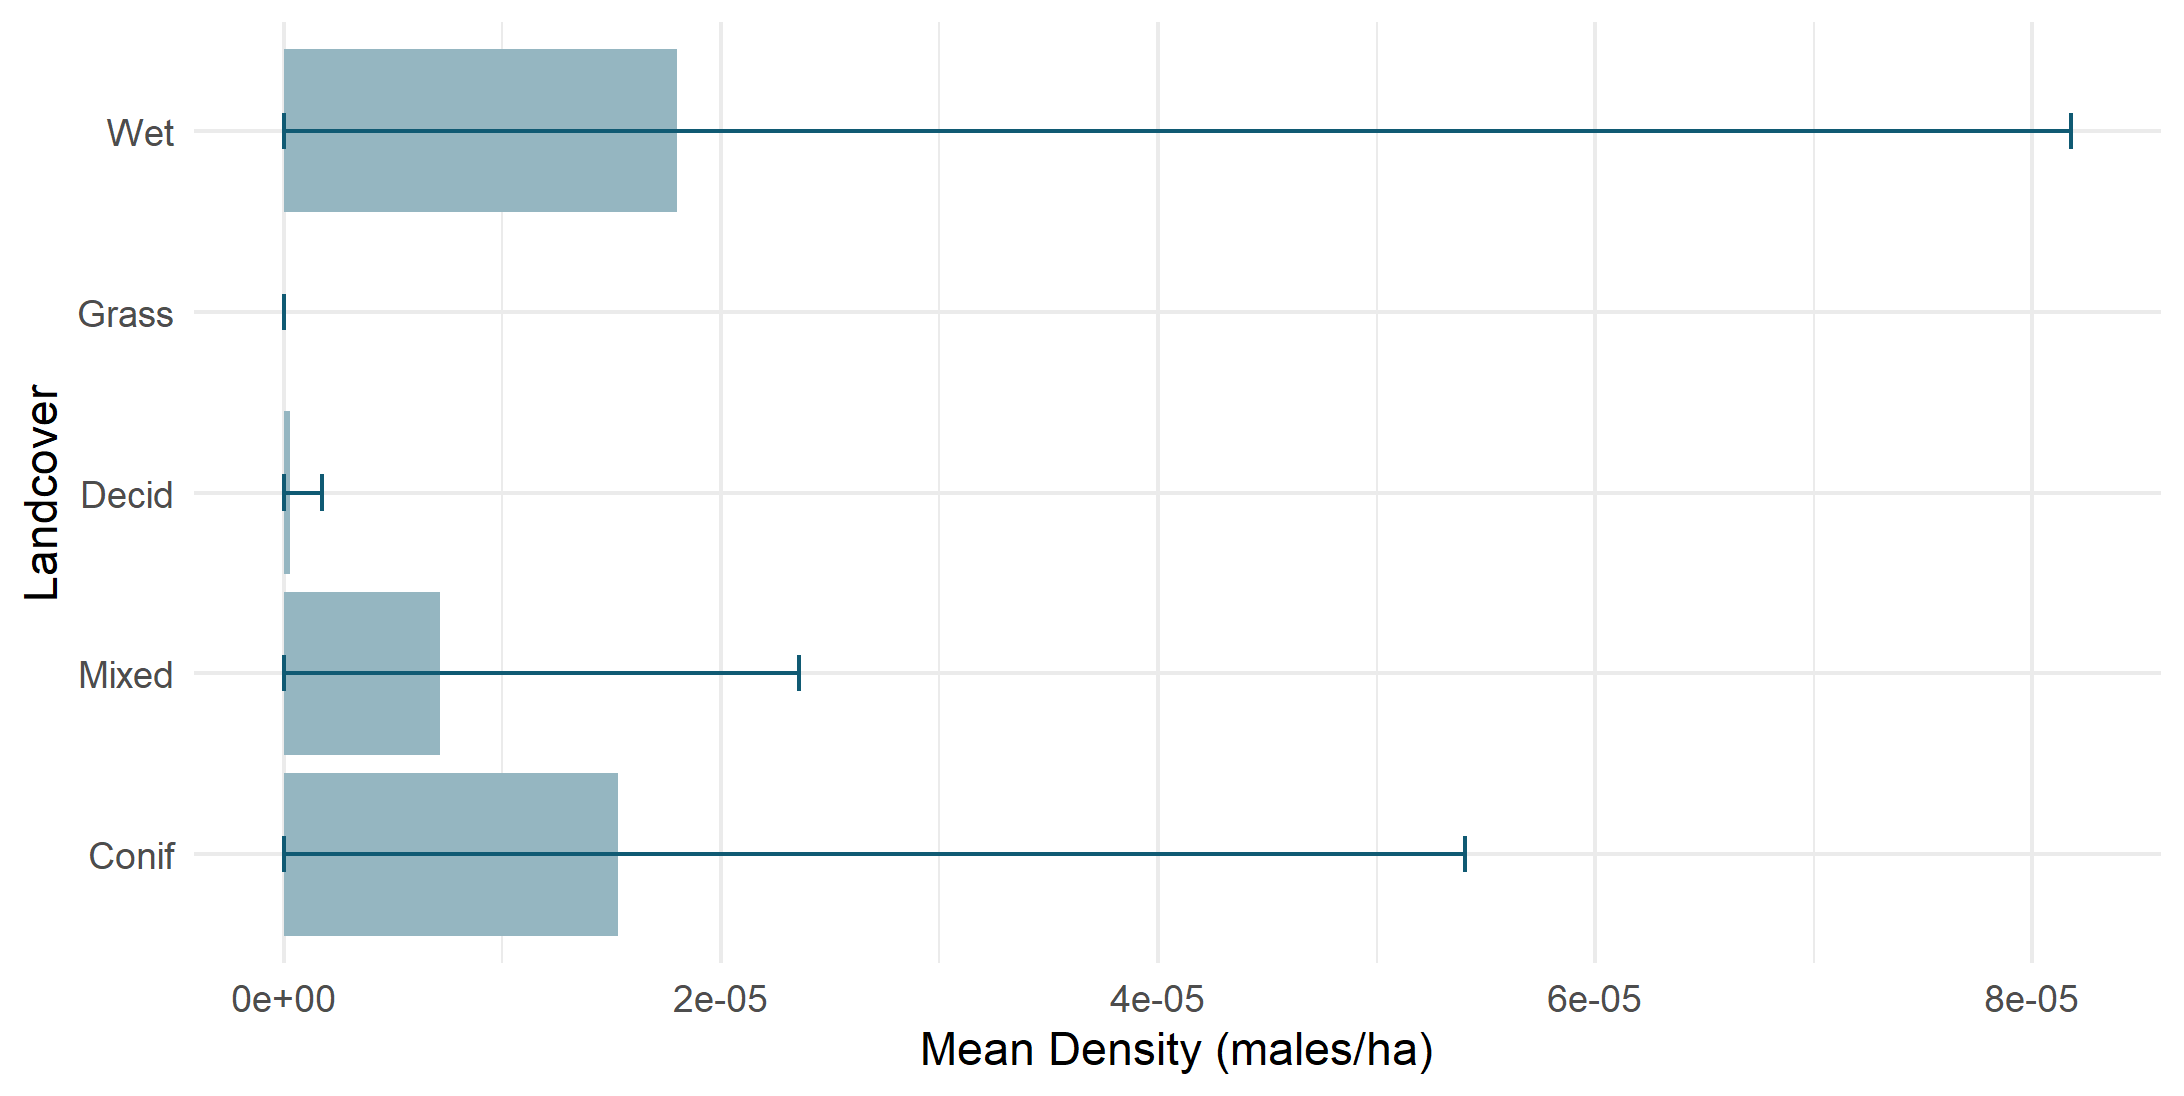 Wet
Grass
Decid
Mixed
Conif
Landcover
0e+00 2e-05 4e-05 6e-05 8e-05
Mean Density (males/ha)